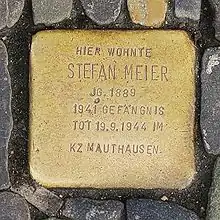 HIER WOHNTE
STEFAN MEIER
JG. 1889
1941 GEFÄNGNIS
TOT 19.9.1944 IM
KZ MAUTHAUSEN.